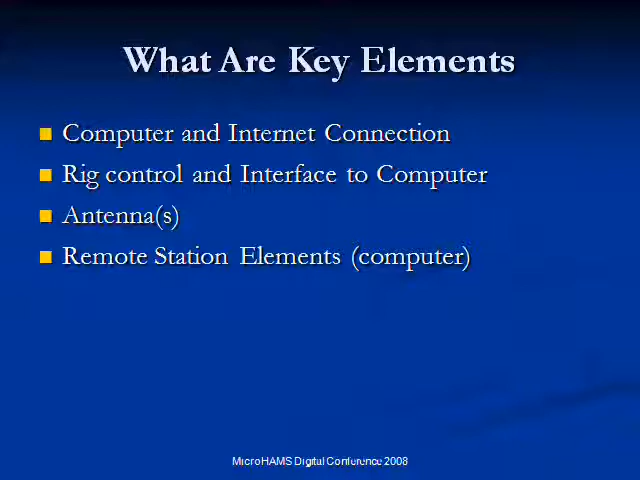 What Are Key Elements
Computer and Internet Connection
Rig control and Interface to Computer
Antenna(s)
Remote Station Elements (computer)
MicroHAMS Digital Conference 2008